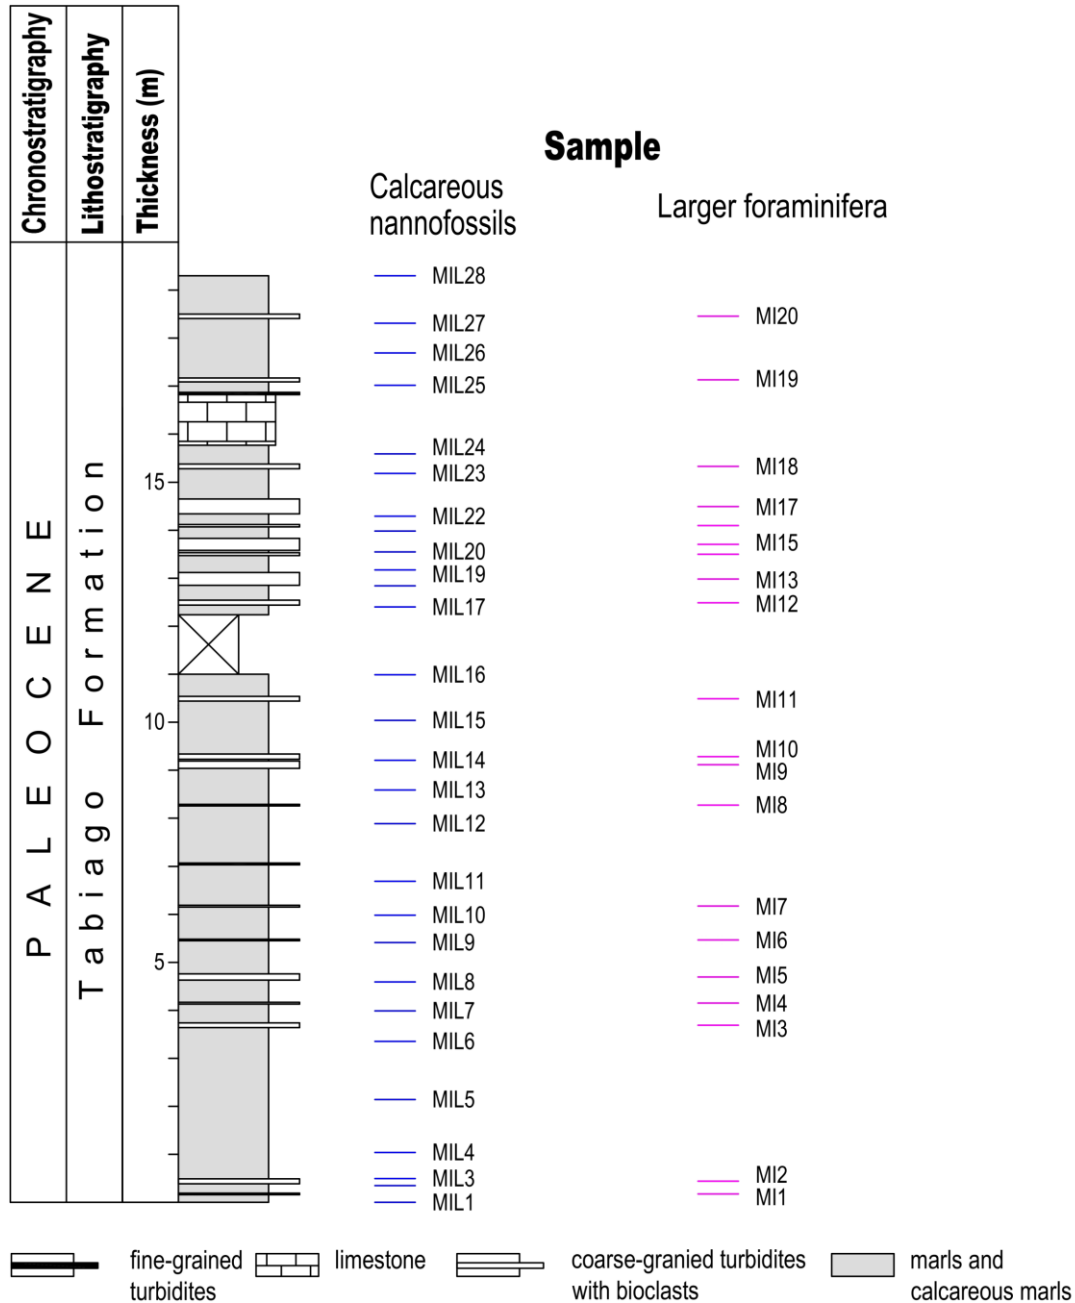 Chronostratigraphy
Lithostratigraphy
Thickness (m)
Sample
Calcareous
nannofossils
Larger foraminifera
PALEOCENE
Tabiago Formation
15
10
5
MIL28
MIL27
MIL26
MIL25
MIL24
MIL23
MIL22
MIL20
MIL19
MIL17
MIL16
MIL15
MIL14
MIL13
MIL12
MIL11
MIL10
MIL9
MIL8
MIL7
MIL6
MIL5
MIL4
MIL3
MIL1
MI20
MI19
MI18
MI17
MI15
MI13
MI12
MI11
MI10
MI9
MI8
MI7
MI6
MI5
MI4
MI3
MI2
MI1
fine-grained
turbidites
limestone
coarse-granied turbidites
with bioclasts
marls and
calcareous marls